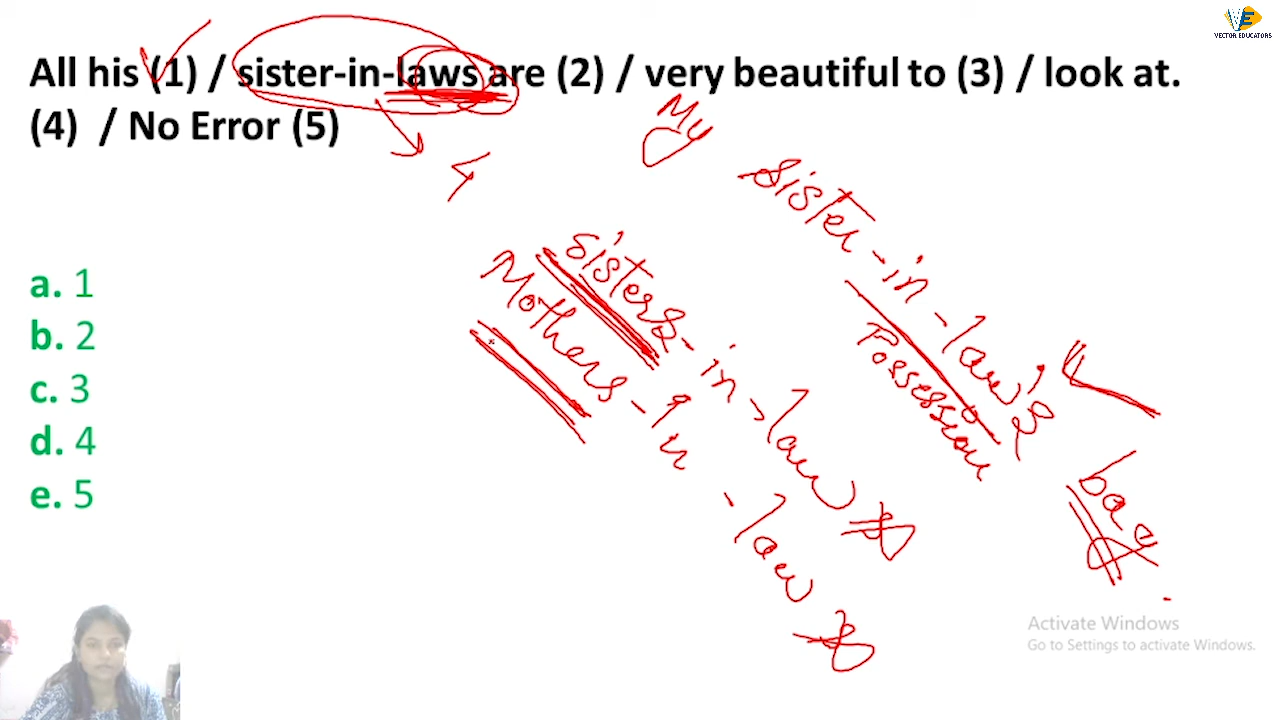 VECTOR EDUCATORS
All his (1) / sister-in-laws are (2) / very beautiful to (3) / look at.
(4) / No Error (5)
My sister-in-law's bag.
Possession
sisters-in-law
Mothers-In-law
a. 1
b. 2
c. 3
d. 4
e. 5
Activate Windows
Go to Settings to activate Windows.